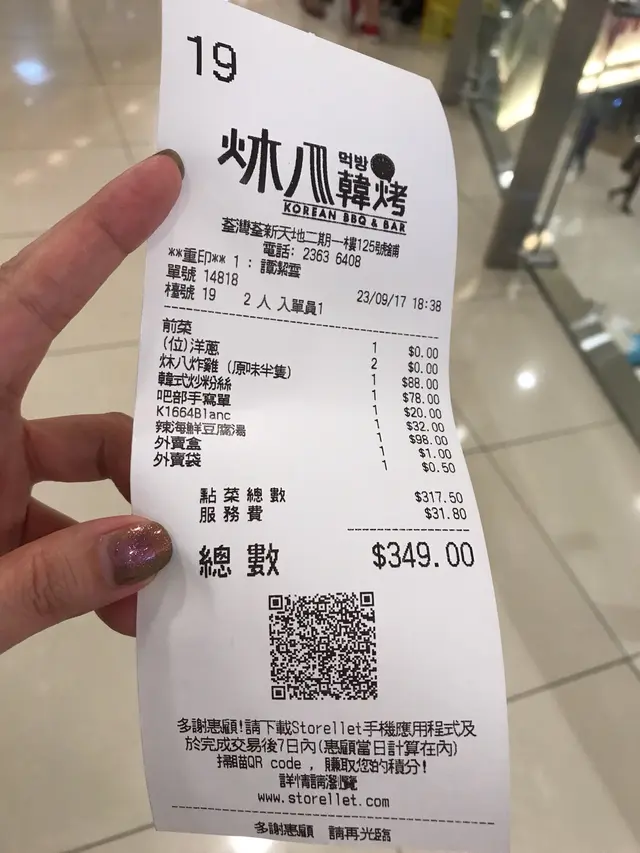 19
炑八 먹방 韓烤
KOREAN BBQ & BAR
荃灣荃新天地二期一樓125號舖
電話: 2363 6408
**重印** 1 : 譚絜雲
單號 14818
檯號 19 2 人 入單員1 23/09/17 18:38
前菜 1 $0.00
(位)洋蔥 2 $0.00
炑八炸雞 (原味半隻) 1 $88.00
韓式炒粉絲 1 $78.00
吧部手寫單 1 $20.00
K1664Blanc 1 $32.00
辣海鮮豆腐湯 1 $98.00
外賣盒 1 $1.00
外賣袋 1 $0.50
點菜總數 $317.50
服務費 $31.80
總數 $349.00
多謝惠顧!請下載Storellet手機應用程式及
於完成交易後7日內(惠顧當日計算在內)
掃瞄QR code , 賺取您的積分!
詳情請瀏覽
www.storellet.com
多謝惠顧 請再光臨